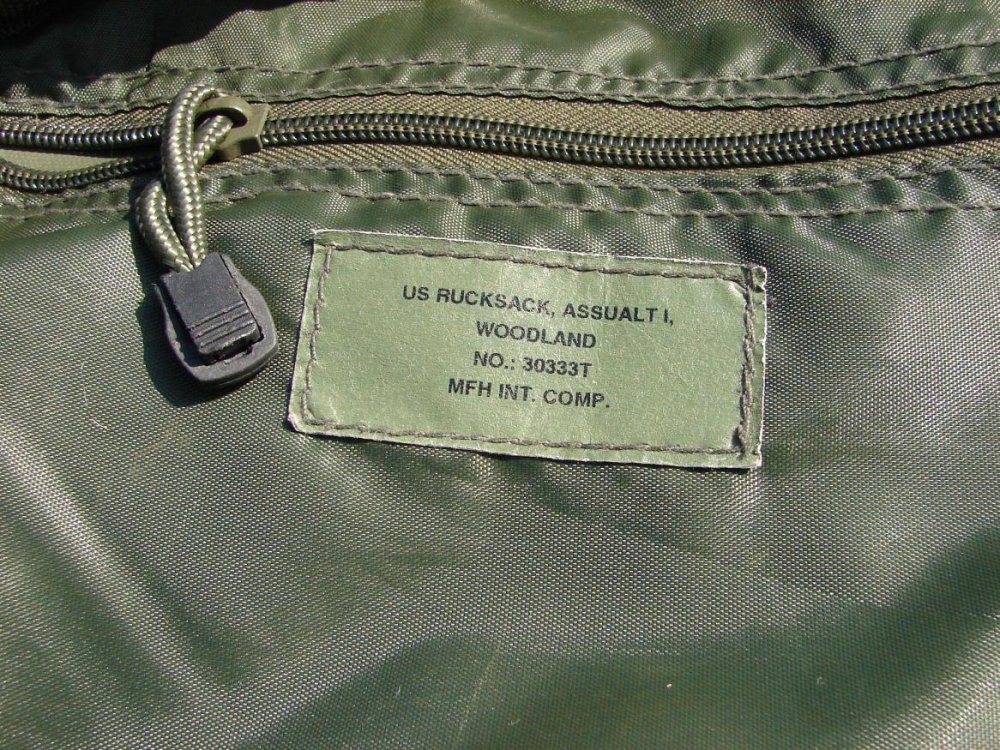 US RUCKSACK, ASSUALT I,
WOODLAND
NO.: 30333T
MFH INT. COMP.